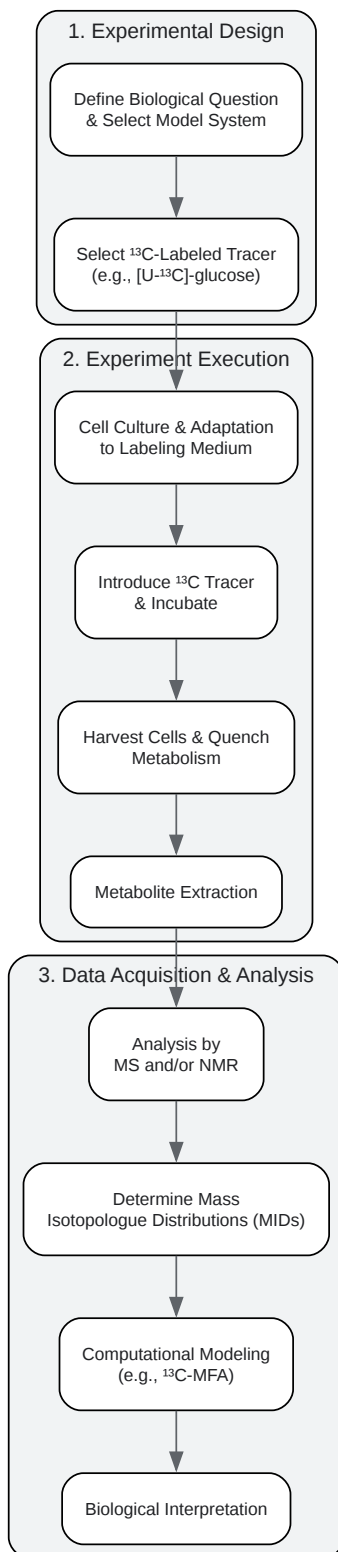 1. Experimental Design
Define Biological Question
& Select Model System
Select ¹³C-Labeled Tracer
(e.g., [U-¹³C]-glucose)
2. Experiment Execution
Cell Culture & Adaptation
to Labeling Medium
Introduce ¹³C Tracer
& Incubate
Harvest Cells & Quench
Metabolism
Metabolite Extraction
3. Data Acquisition & Analysis
Analysis by
MS and/or NMR
Determine Mass
Isotopologue Distributions (MIDs)
Computational Modeling
(e.g., ¹³C-MFA)
Biological Interpretation